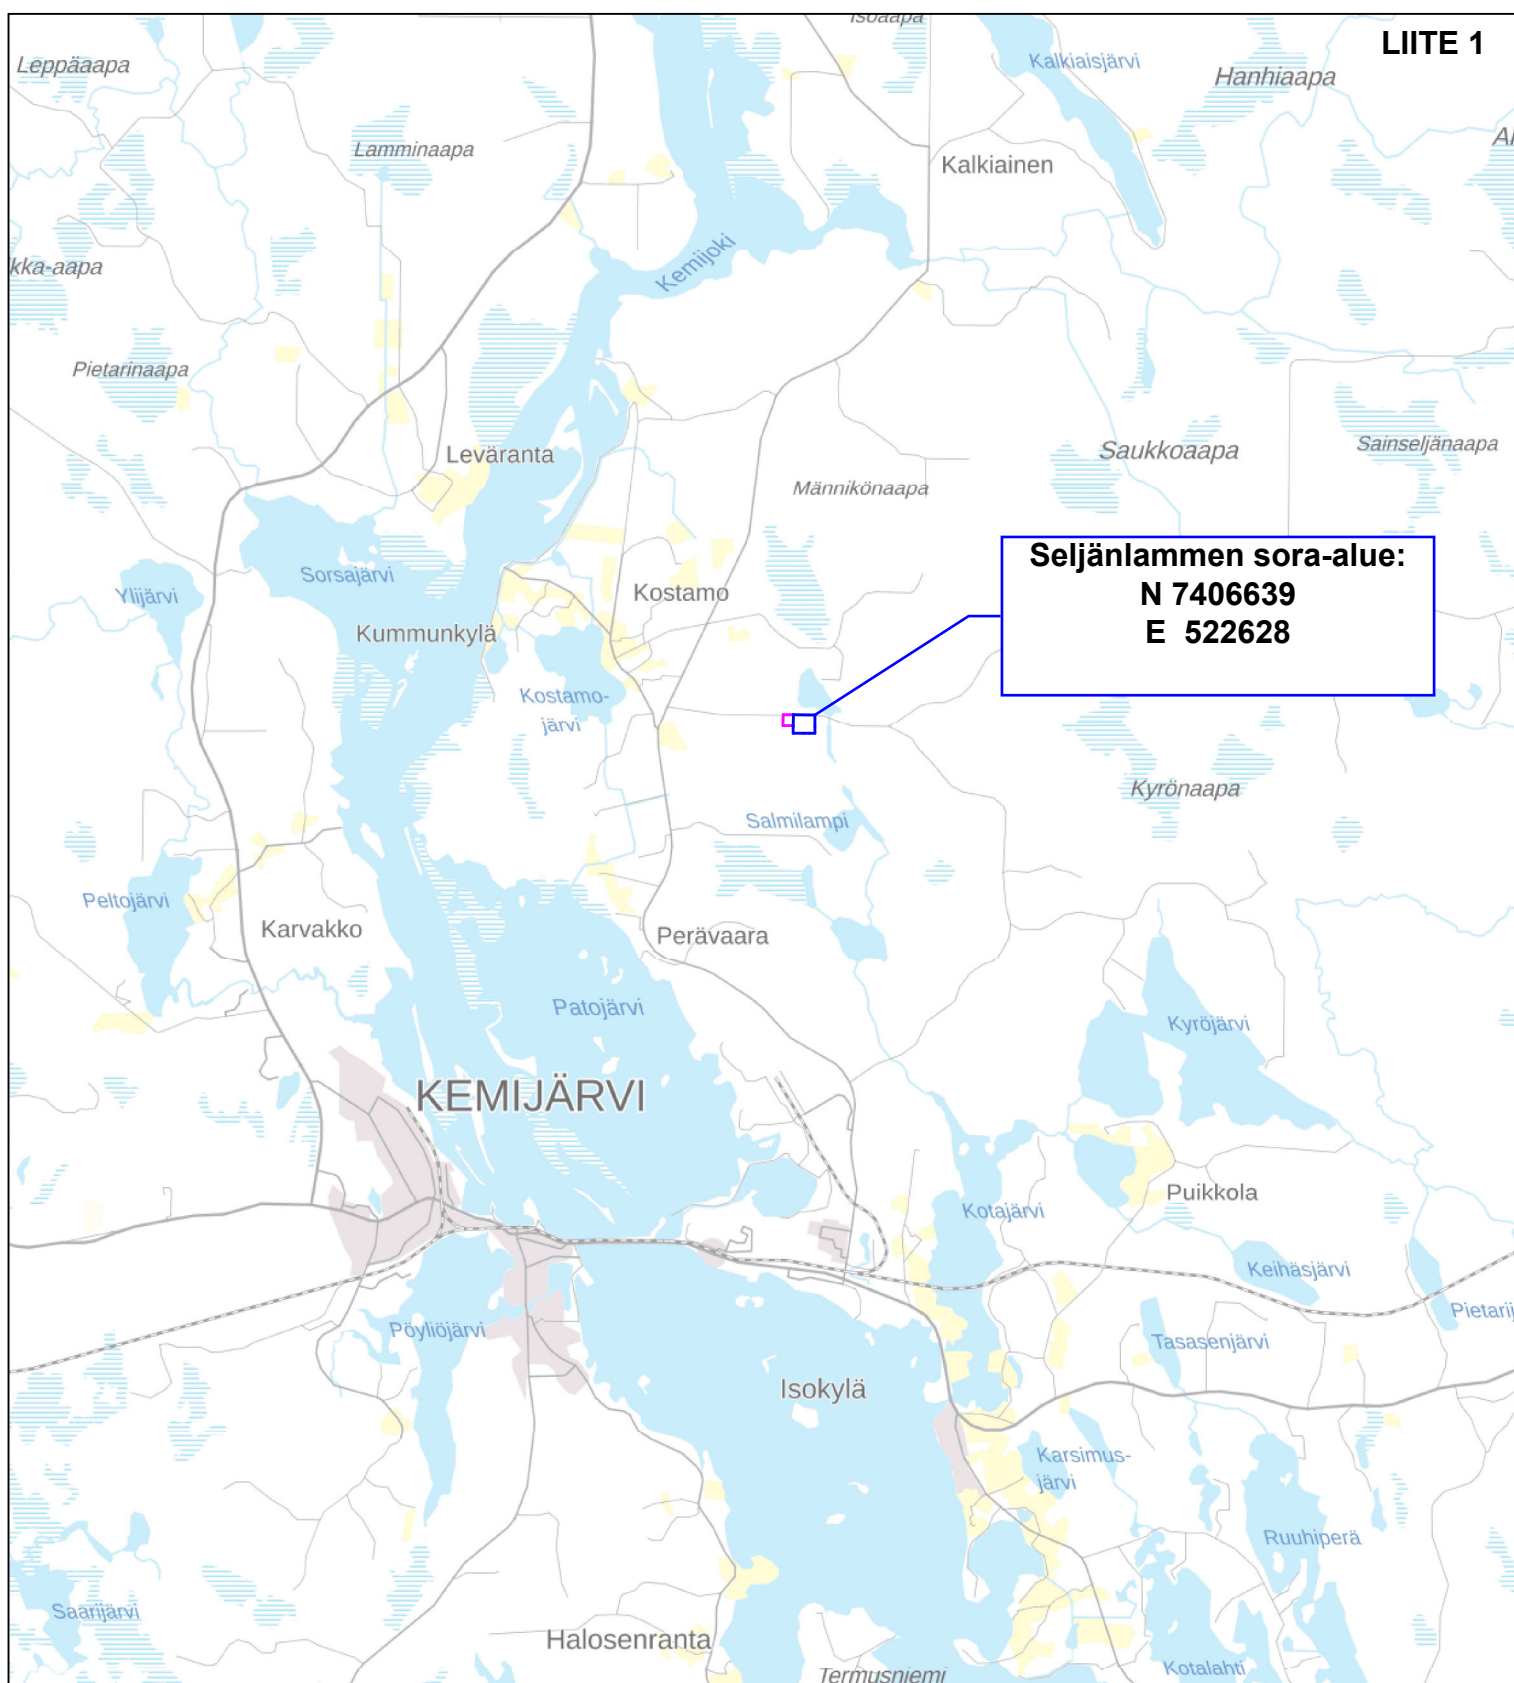 LIITE 1
Leppäaapa
Kalkiaisjärvi
Hanhiaapa
Lamminaapa
Kalkiainen
Kemijoki
kka-aapa
Pietarinaapa
Leväranta
Saukkoaapa
Sainseljänaapa
Männikönaapa
Seljänlammen sora-alue:
N 7406639
E 522628
Sorsajärvi
Ylijärvi
Kostamo
Kummunkylä
Kostamo-
järvi
Kyrönaapa
Salmilampi
Peltojärvi
Karvakko
Perävaara
Patojärvi
Kyröjärvi
KEMIJÄRVI
Puikkola
Kotajärvi
Keihäsjärvi
Pietarij
Pöyliöjärvi
Tasasenjärvi
Isokylä
Karsimus-
järvi
Ruuhiperä
Saarijärvi
Halosenranta
Kotalahti
Termusniemi